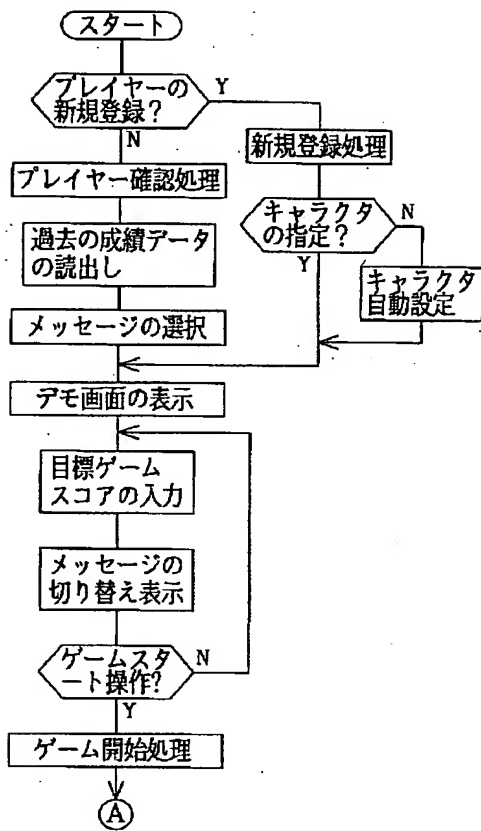 スタート
プレイヤーの
新規登録？
Y
N
新規登録処理
プレイヤー確認処理
キャラクタ
の指定？
N
Y
過去の成績データ
の読出し
キャラクタ
自動設定
メッセージの選択
デモ画面の表示
目標ゲーム
スコアの入力
メッセージの
切り替え表示
ゲームスタ
ート操作?
N
Y
ゲーム開始処理
A